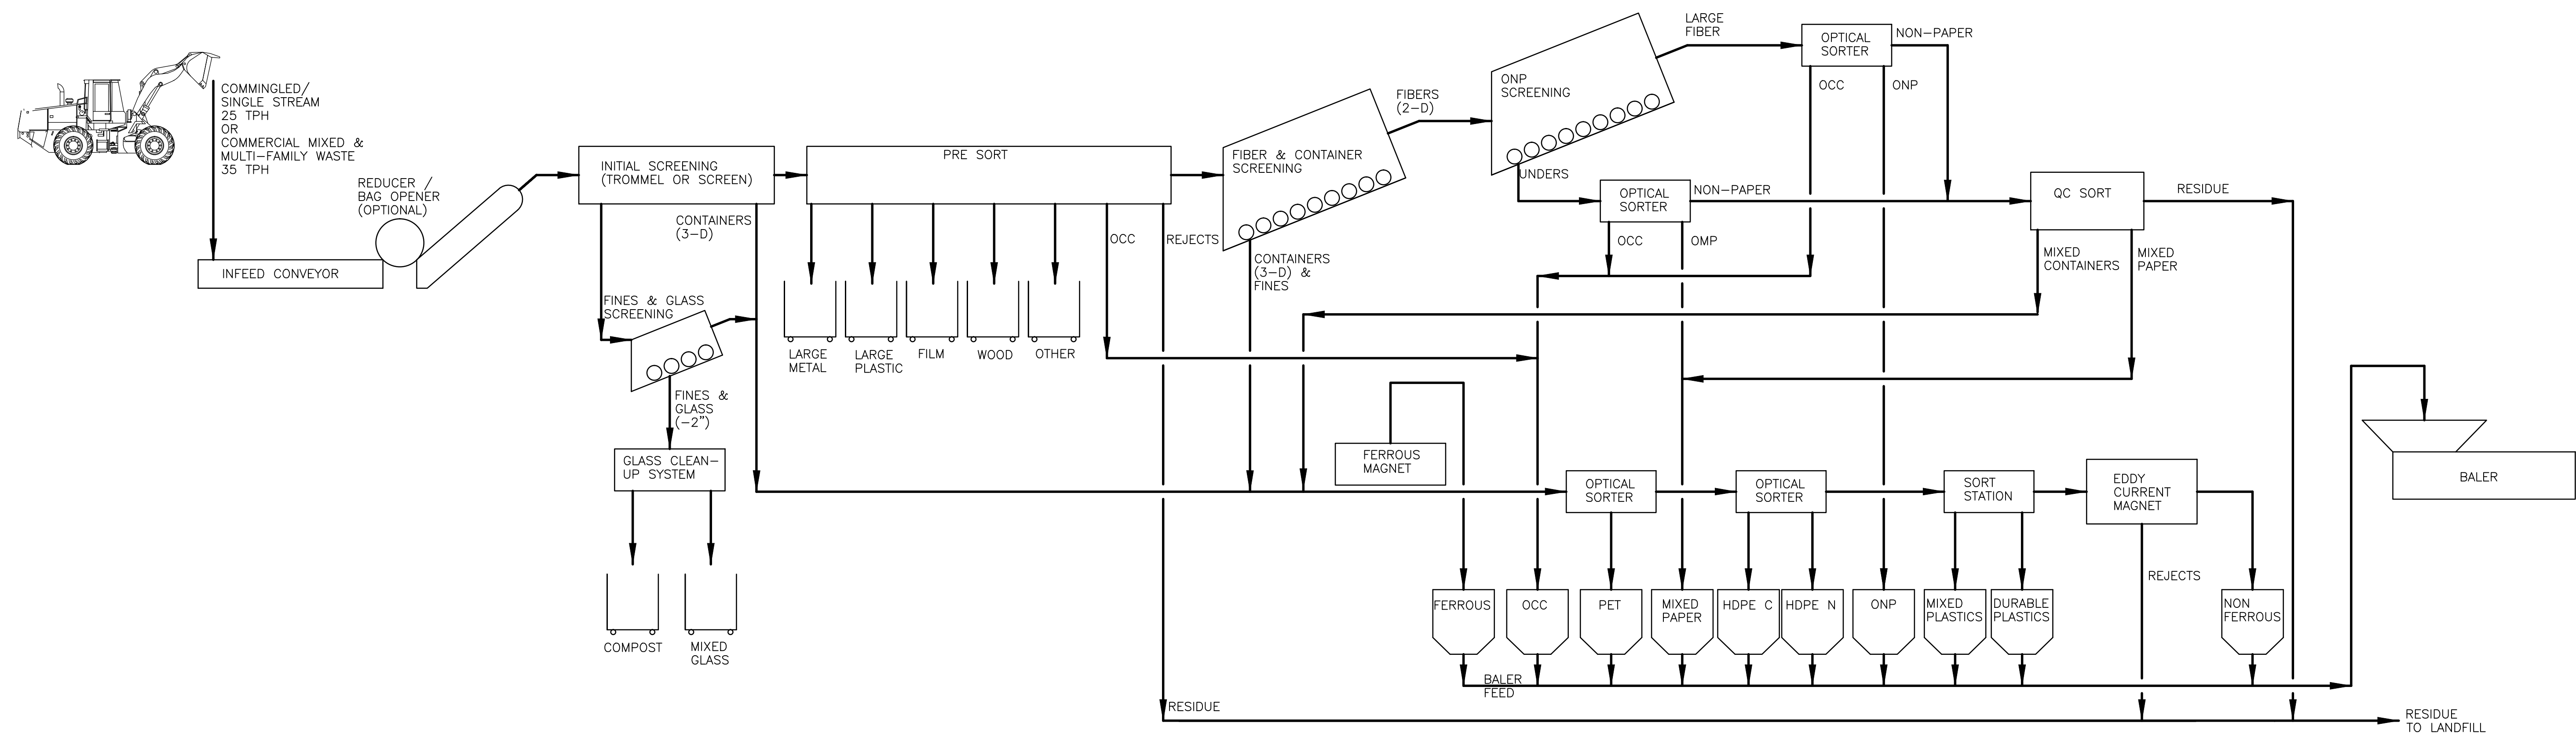 COMMINGLED/
SINGLE STREAM
25 TPH
OR
COMMERCIAL MIXED &
MULTI-FAMILY WASTE
35 TPH
REDUCER /
BAG OPENER
(OPTIONAL)
INFEED CONVEYOR
INITIAL SCREENING
(TROMMEL OR SCREEN)
CONTAINERS
(3-D)
FINES & GLASS
SCREENING
FINES &
GLASS
(-2")
GLASS CLEAN-
UP SYSTEM
COMPOST
MIXED
GLASS
PRE SORT
LARGE
METAL
LARGE
PLASTIC
FILM
WOOD
OTHER
OCC
REJECTS
FIBER & CONTAINER
SCREENING
CONTAINERS
(3-D) &
FINES
FIBERS
(2-D)
ONP
SCREENING
UNDERS
LARGE
FIBER
OPTICAL
SORTER
NON-PAPER
OCC
ONP
OPTICAL
SORTER
NON-PAPER
OCC
OMP
QC SORT
RESIDUE
MIXED
CONTAINERS
MIXED
PAPER
FERROUS
MAGNET
OPTICAL
SORTER
OPTICAL
SORTER
SORT
STATION
EDDY
CURRENT
MAGNET
REJECTS
BALER
FERROUS
OCC
PET
MIXED
PAPER
HDPE C
HDPE N
ONP
MIXED
PLASTICS
DURABLE
PLASTICS
NON
FERROUS
BALER
FEED
RESIDUE
RESIDUE
TO LANDFILL